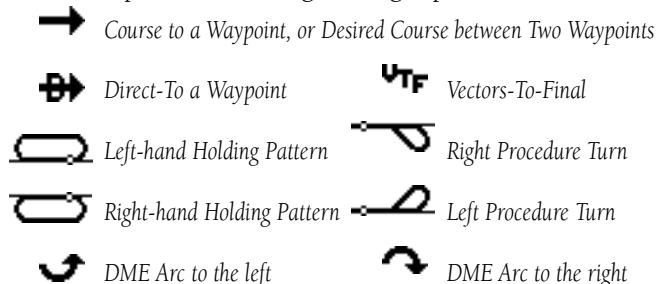 Course to a Waypoint, or Desired Course between Two Waypoints
Direct-To a Waypoint
VTF Vectors-To-Final
Left-hand Holding Pattern
Right Procedure Turn
Right-hand Holding Pattern
Left Procedure Turn
DME Arc to the left
DME Arc to the right